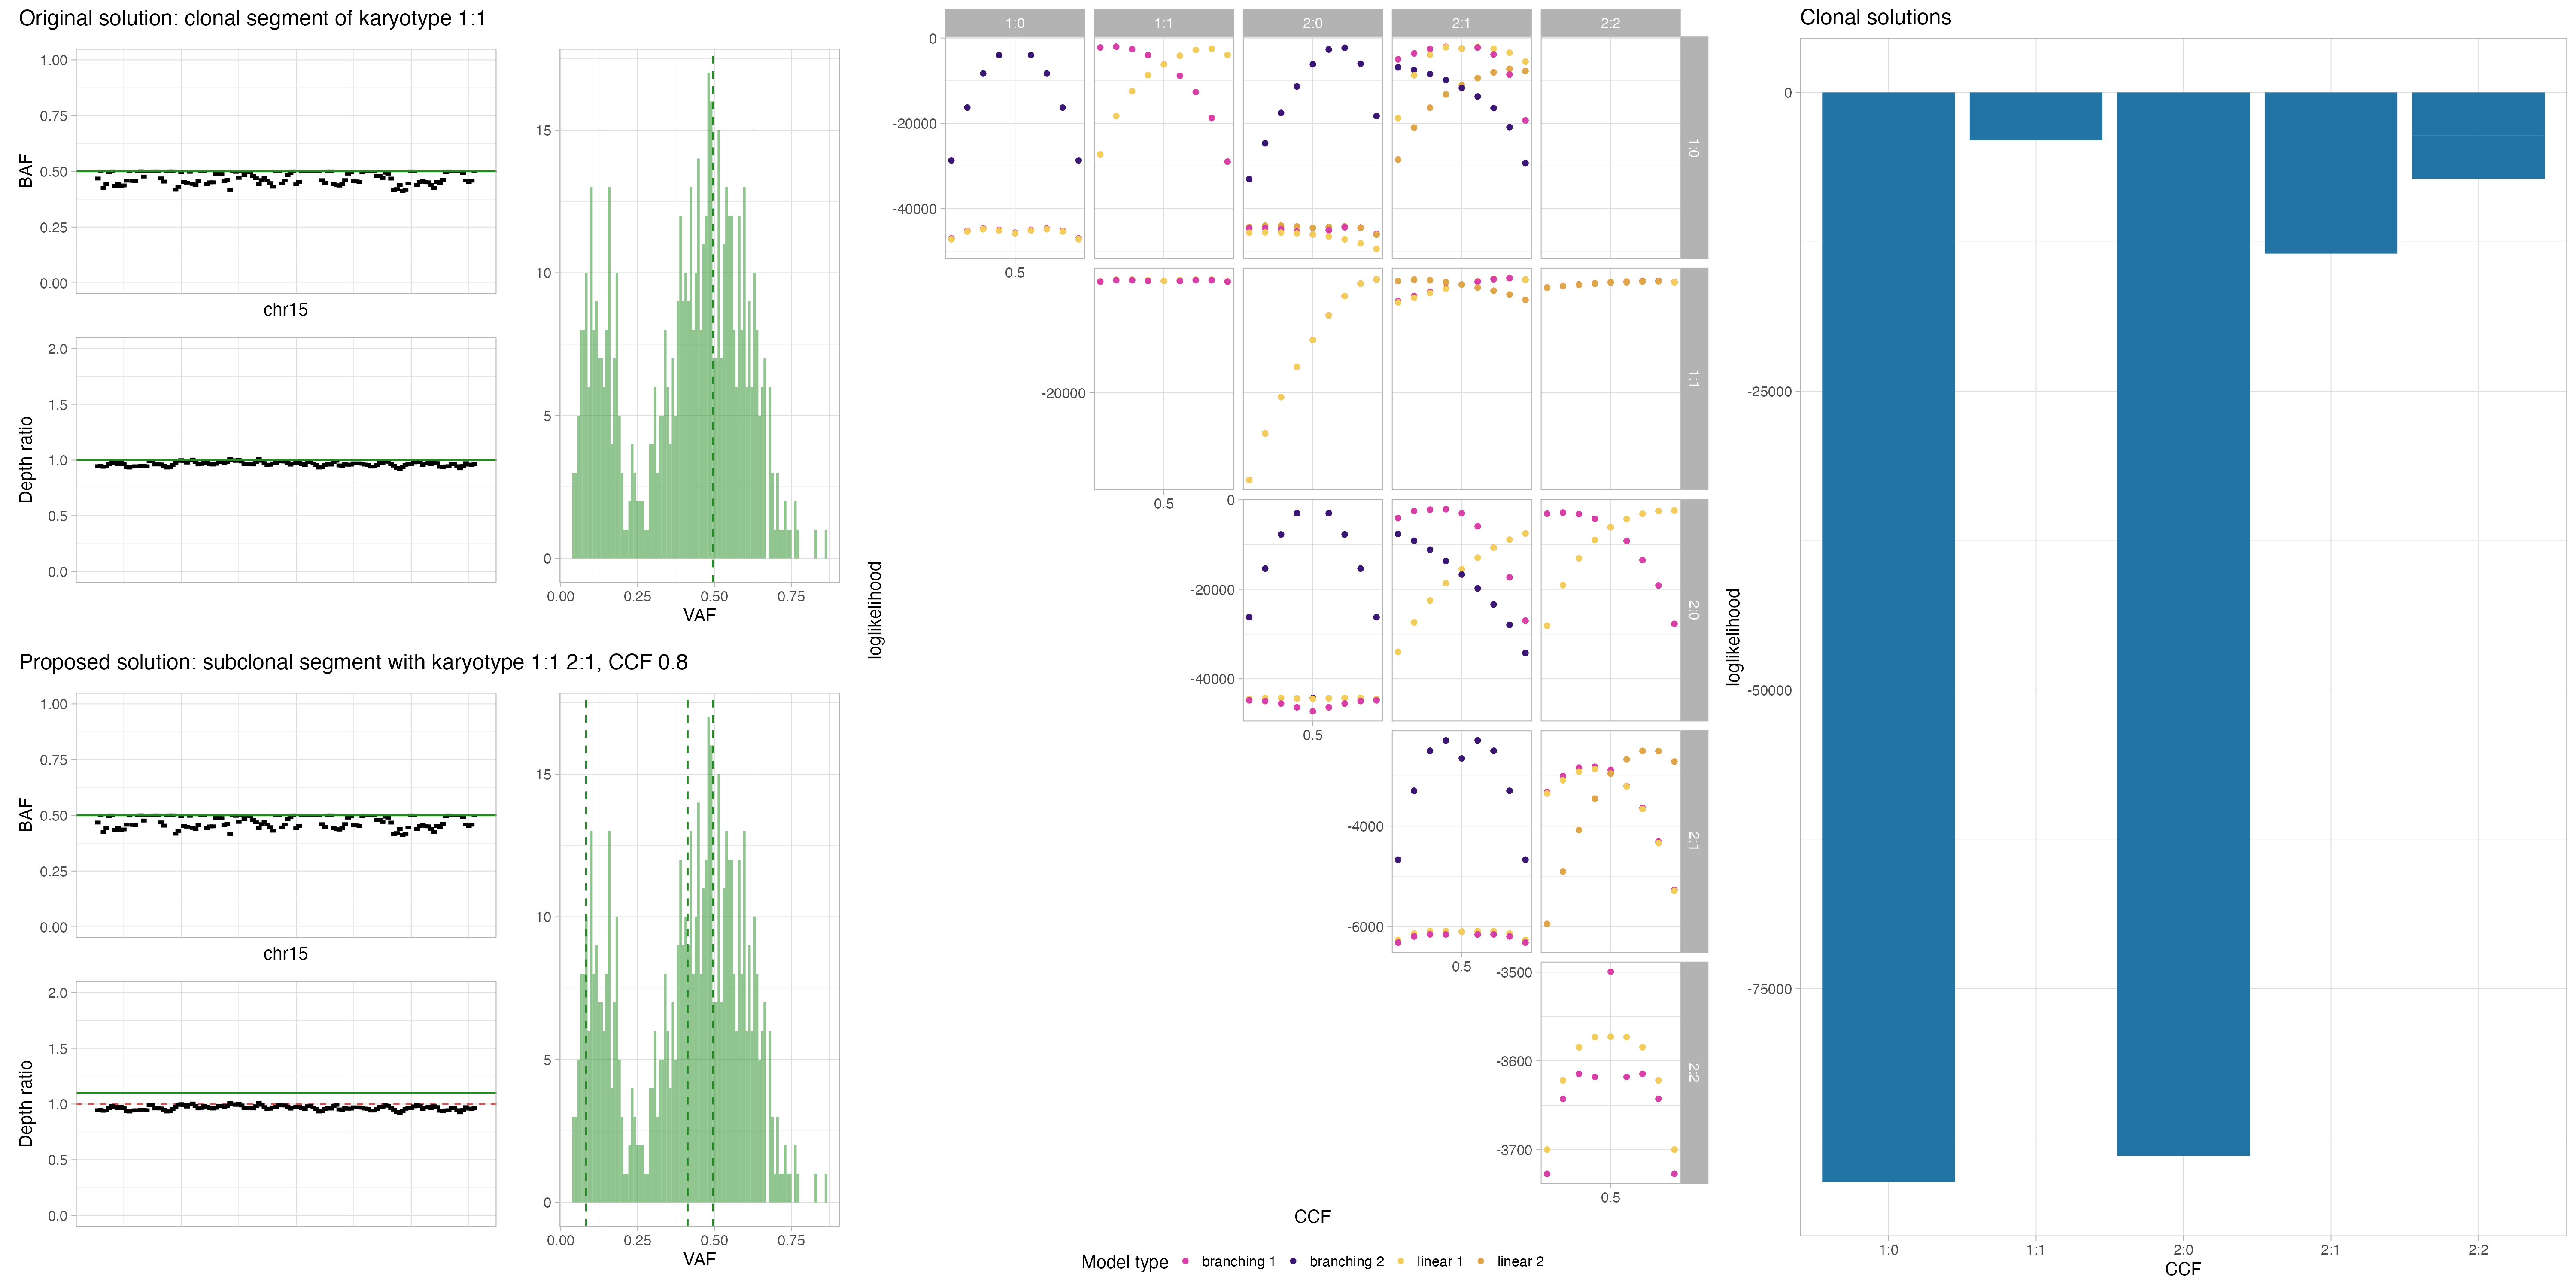 Original solution: clonal segment of karyotype 1:1
1.00
0.75
0.50
0.25
0.00
BAF
chr15
2.0
1.5
1.0
0.5
0.0
Depth ratio
15
10
5
0
0.00 0.25 0.50 0.75
VAF
Proposed solution: subclonal segment with karyotype 1:1 2:1, CCF 0.8
1.00
0.75
0.50
0.25
0.00
BAF
chr15
2.0
1.5
1.0
0.5
0.0
Depth ratio
15
10
5
0
0.00 0.25 0.50 0.75
VAF
loglikelihood
1:0 1:1 2:0 2:1 2:2
0
-20000
-40000
0.5
1:0
-20000
0.5
1:1
0
-20000
-40000
0.5
2:0
-4000
-6000
0.5
2:1
-3500
-3600
-3700
0.5
2:2
CCF
Model type branching 1 branching 2 linear 1 linear 2
Clonal solutions
0
-25000
-50000
-75000
loglikelihood
1:0 1:1 2:0 2:1 2:2
CCF